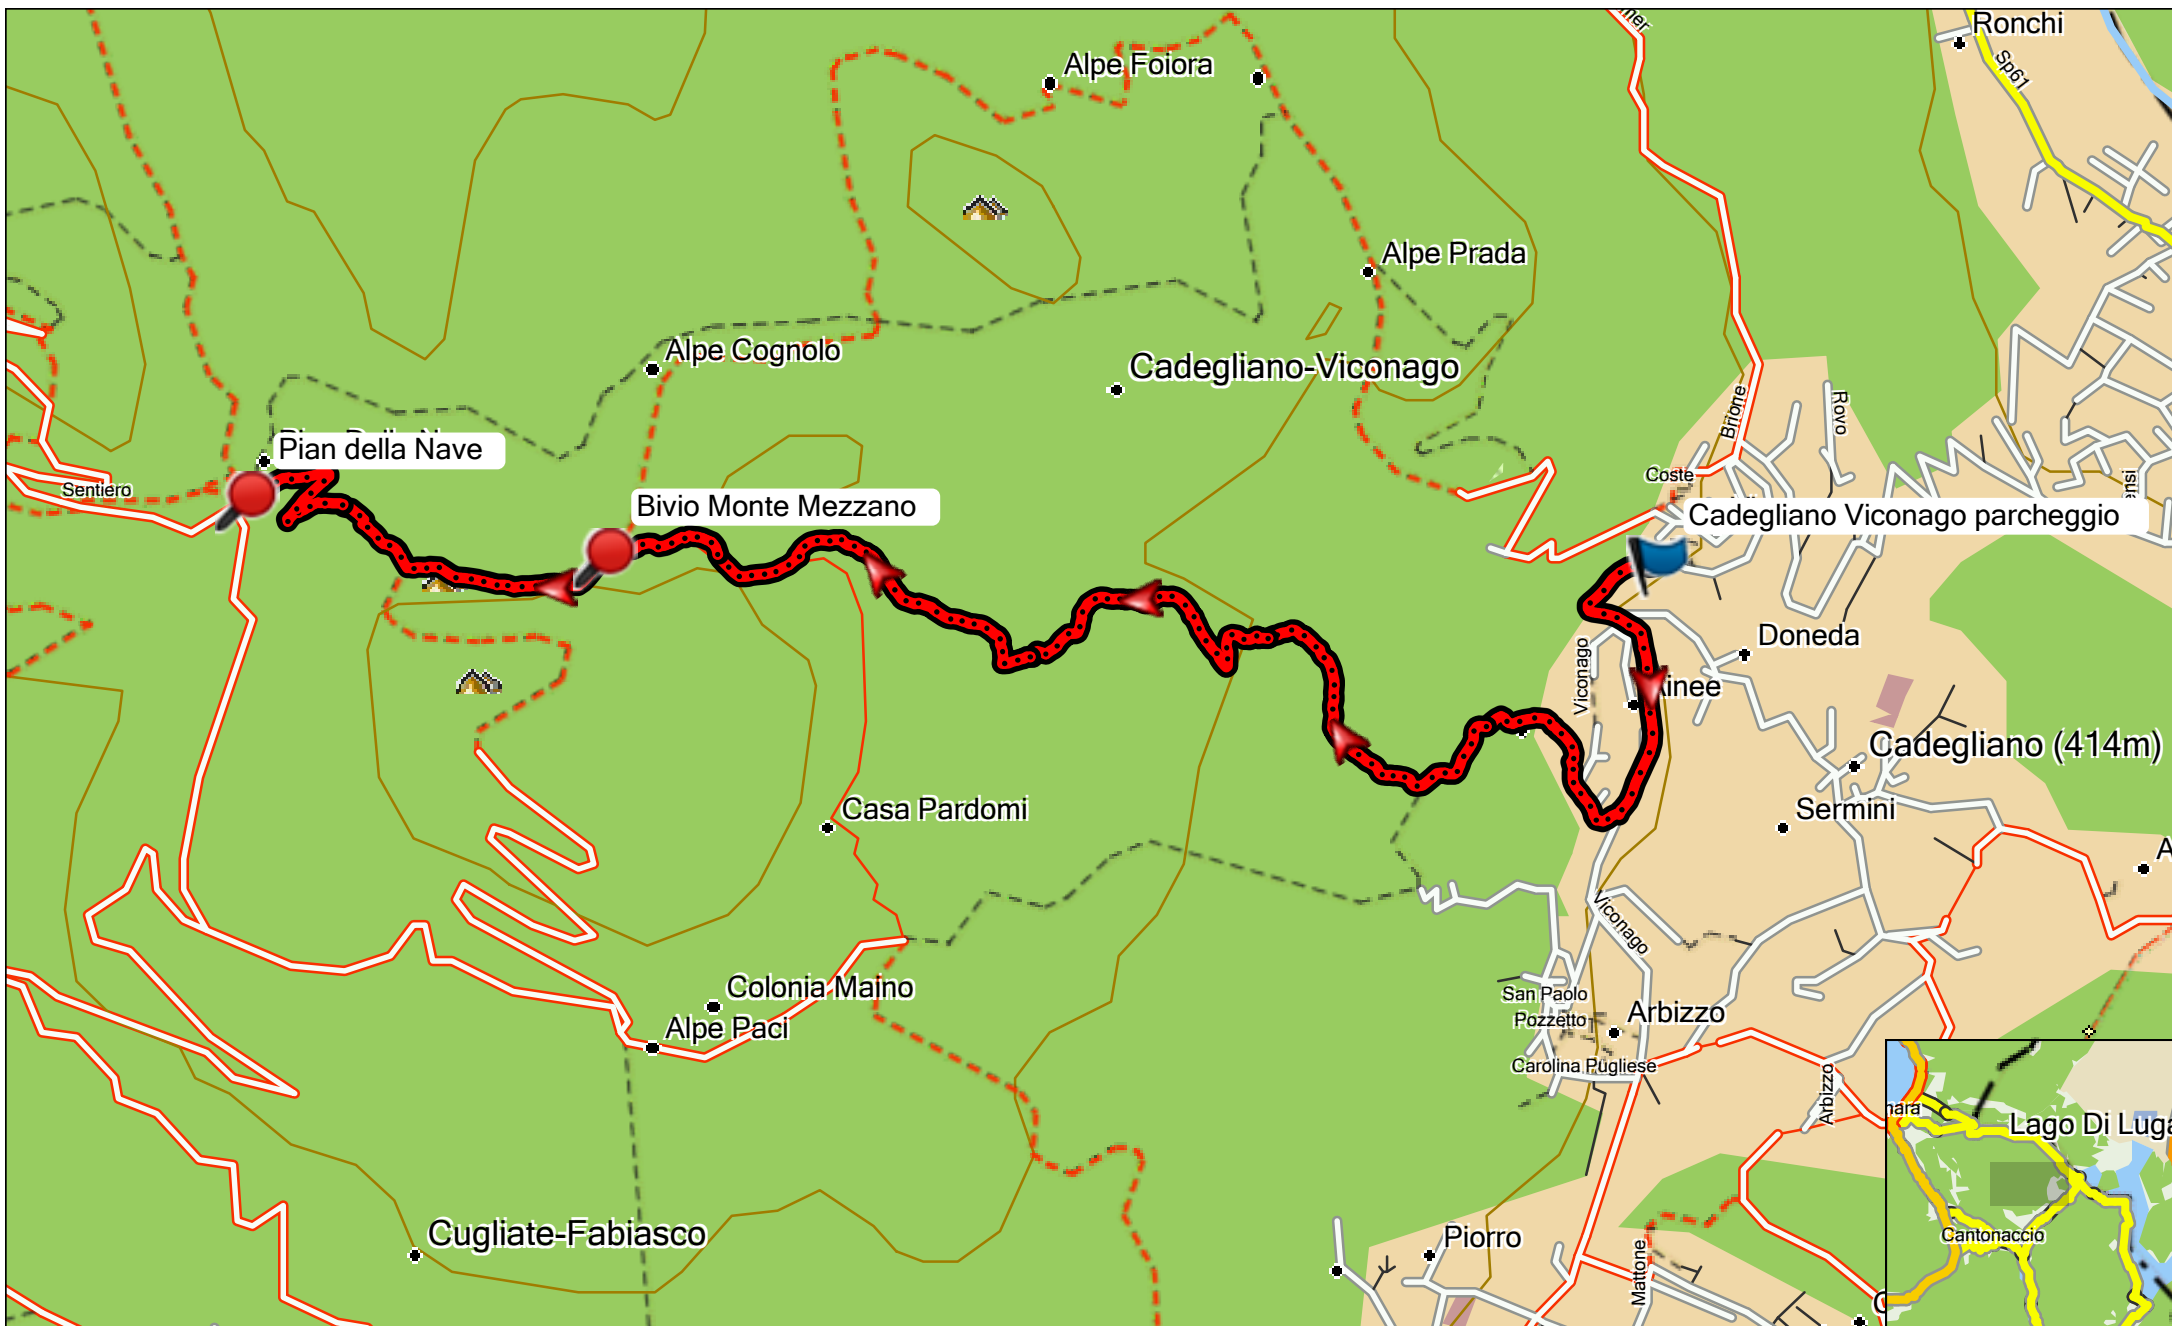 Ronchi
Sp61
Alpe Foiora
Alpe Prada
Alpe Cognolo
Cadegliano-Viconago
Brione
Rovo
Pian della Nave
Sentiero
Coste
Bivio Monte Mezzano
Cadegliano Viconago parcheggio
Viconago
Doneda
Cadegliano (414m)
Casa Pardomi
Sermini
Viconago
Colonia Maino
San Paolo
Alpe Paci
Pozzetto
Arbizzo
Carolina Pugliese
Arbizzo
Lago Di Luga
Cugliate-Fabiasco
Piorro
Mattone
Cantonaccio